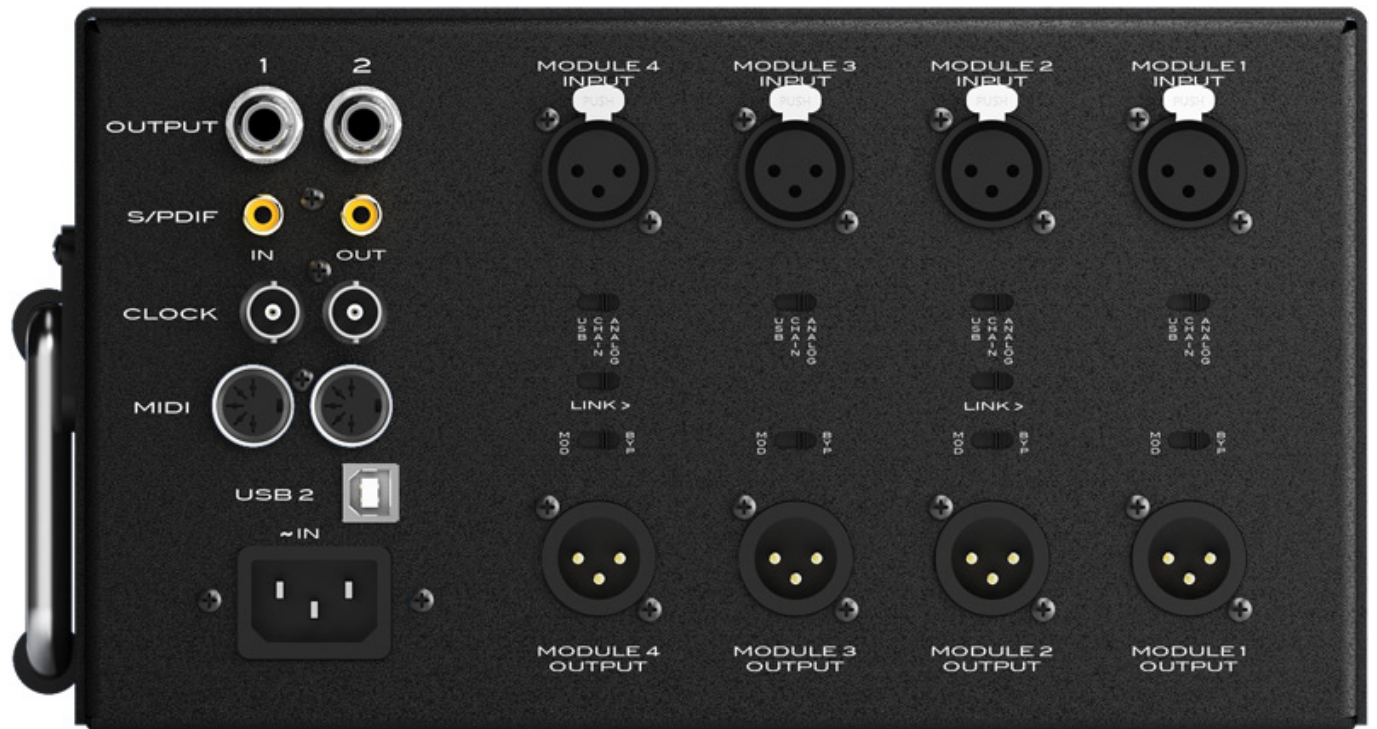 1 2
OUTPUT
S/PDIF
IN OUT
CLOCK
MIDI
USB 2
~IN
MODULE 4
INPUT
PUSH
USB CHAIN ANALOG
LINK >
MOD BYP
MODULE 4
OUTPUT
MODULE 3
INPUT
PUSH
USB CHAIN ANALOG
MOD BYP
MODULE 3
OUTPUT
MODULE 2
INPUT
PUSH
USB CHAIN ANALOG
LINK >
MOD BYP
MODULE 2
OUTPUT
MODULE 1
INPUT
PUSH
USB CHAIN ANALOG
MOD BYP
MODULE 1
OUTPUT